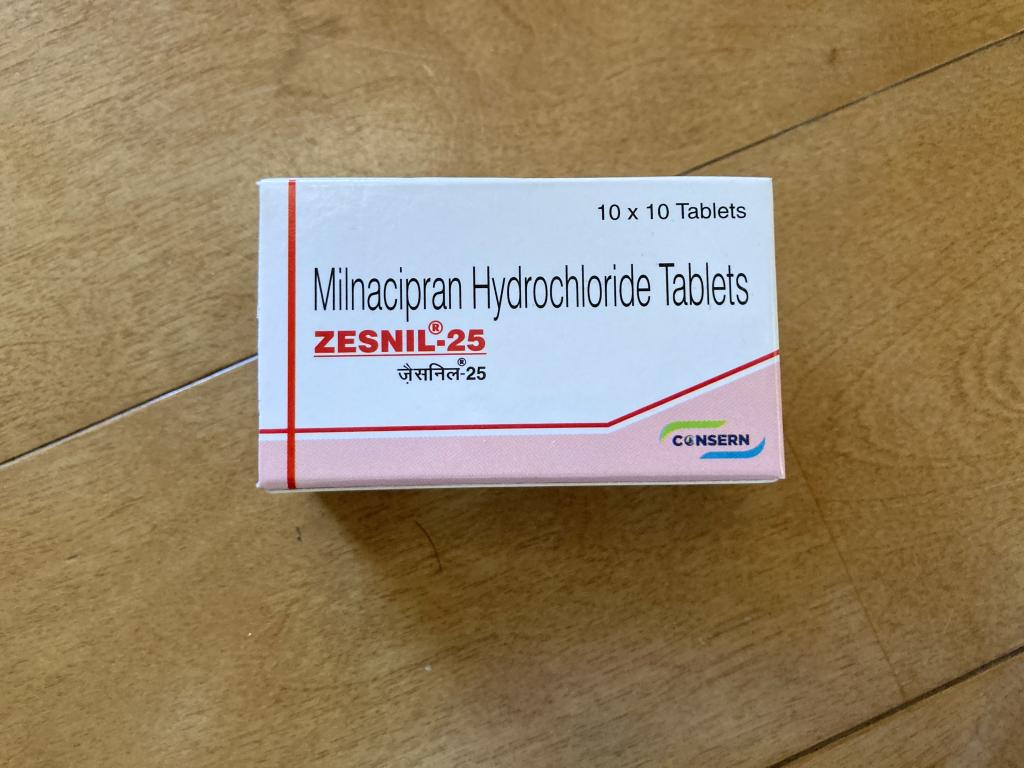 10 x 10 Tablets
Milnacipran Hydrochloride Tablets
ZESNIL®-25
ज़ैसनिल®-25
CONSERN